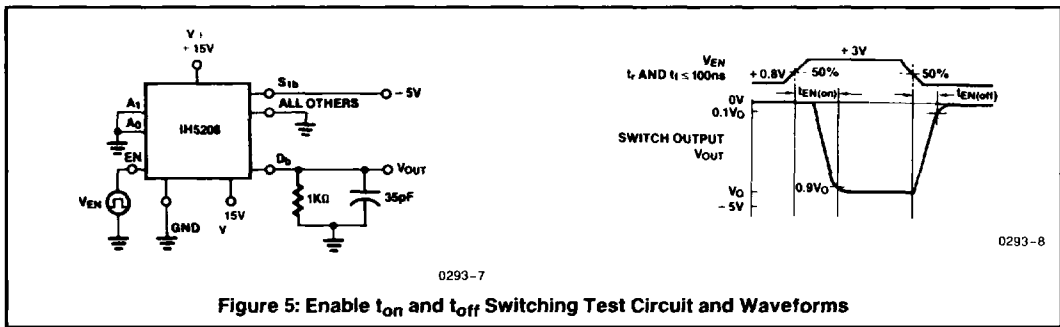 V+
+ 15V
S1b
- 5V
A1
ALL OTHERS
A0
IH5208
EN
Db
VOUT
VEN
1KΩ
35pF
GND
15V
V
0293-7
VEN
+ 3V
tr AND tf ≤ 100ns
+ 0.8V
50%
50%
tEN(on)
tEN(off)
0V
0.1VO
SWITCH OUTPUT
VOUT
0.9VO
VO
- 5V
0293-8
Figure 5: Enable ton and toff Switching Test Circuit and Waveforms